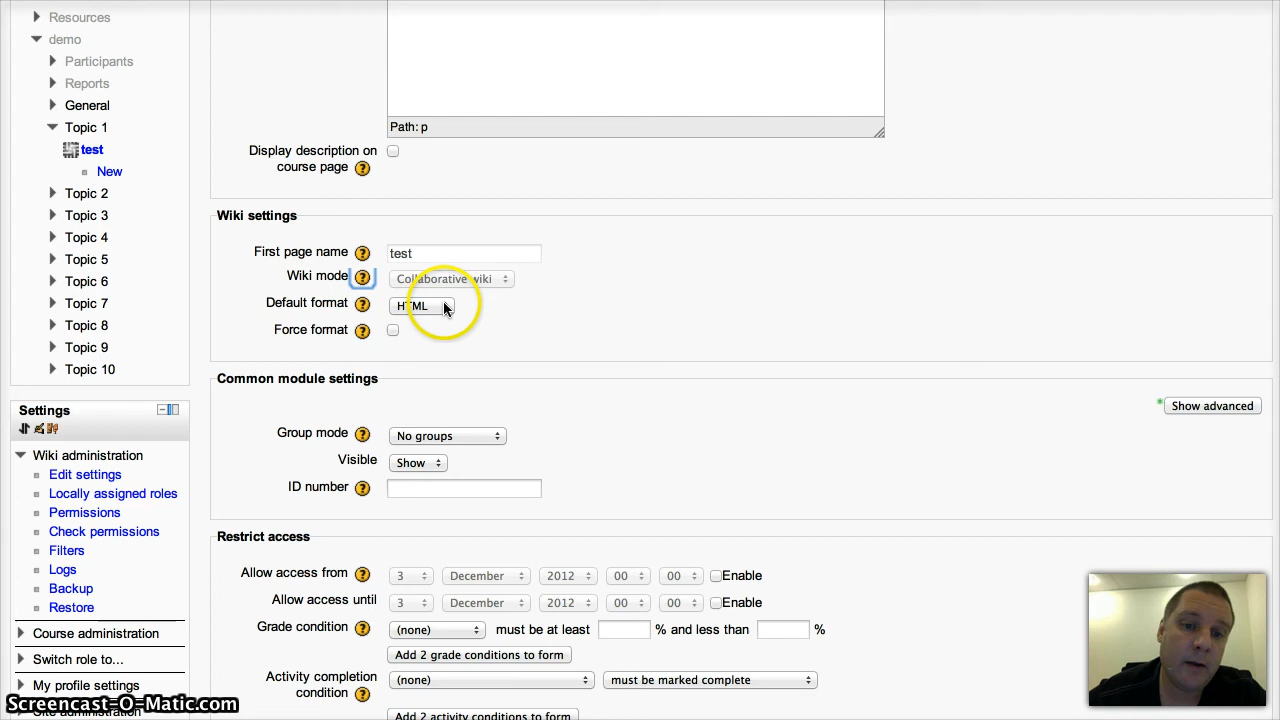 Resources
demo
Participants
Reports
General
Topic 1
test
New
Topic 2
Topic 3
Topic 4
Topic 5
Topic 6
Topic 7
Topic 8
Topic 9
Topic 10
Settings
Wiki administration
Edit settings
Locally assigned roles
Permissions
Check permissions
Filters
Logs
Backup
Restore
Course administration
Switch role to...
My profile settings
Site administration
Path: p
Display description on
course page
Wiki settings
First page name test
Wiki mode Collaborative wiki
Default format HTML
Force format
Common module settings
* Show advanced
Group mode No groups
Visible Show
ID number
Restrict access
Allow access from 3 December 2012 00 00 Enable
Allow access until 3 December 2012 00 00 Enable
Grade condition (none) must be at least % and less than %
Add 2 grade conditions to form
Activity completion
condition (none) must be marked complete
Add 2 activity conditions to form
Screencast-O-Matic.com